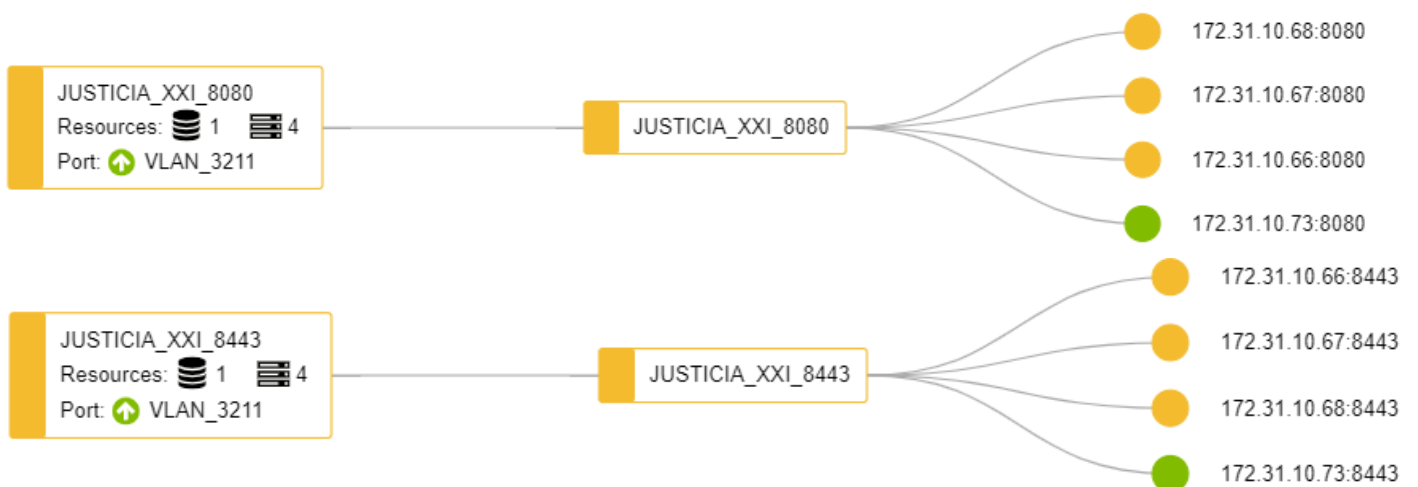 JUSTICIA_XXI_8080
Resources: 1 4
Port: VLAN_3211
JUSTICIA_XXI_8080
172.31.10.68:8080
172.31.10.67:8080
172.31.10.66:8080
172.31.10.73:8080
JUSTICIA_XXI_8443
Resources: 1 4
Port: VLAN_3211
JUSTICIA_XXI_8443
172.31.10.66:8443
172.31.10.67:8443
172.31.10.68:8443
172.31.10.73:8443